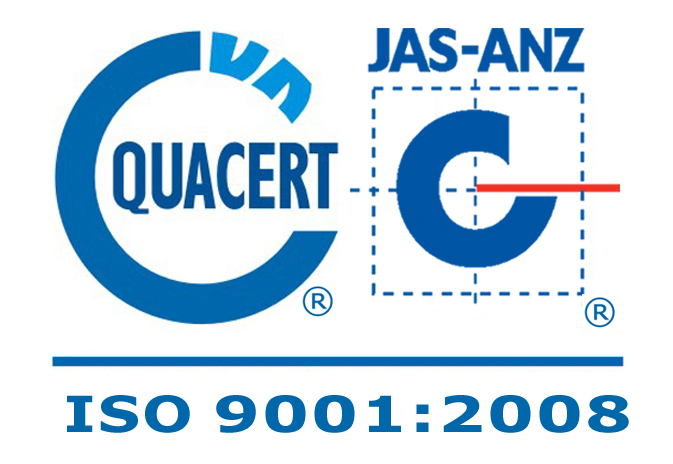 VN
QUACERT
®
JAS-ANZ
®
ISO 9001:2008